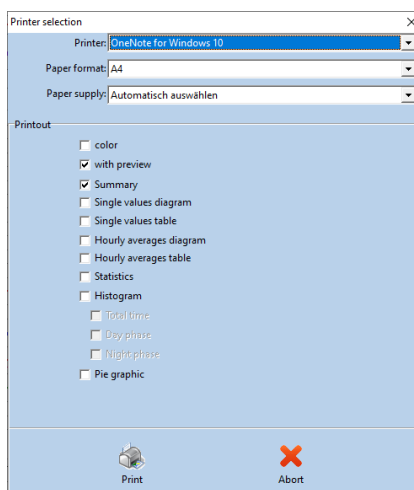 Printer selection
Printer: OneNote for Windows 10
Paper format: A4
Paper supply: Automatisch auswählen
Printout
color
with preview
Summary
Single values diagram
Single values table
Hourly averages diagram
Hourly averages table
Statistics
Histogram
Total time
Day phase
Night phase
Pie graphic
Print Abort